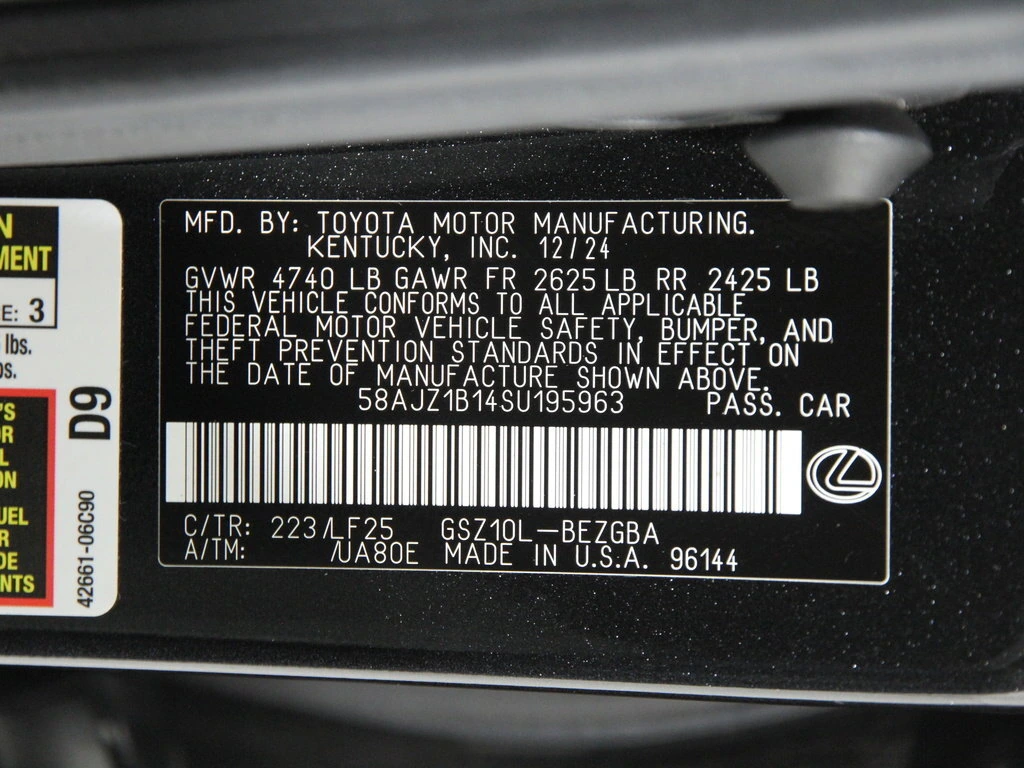 MFD. BY: TOYOTA MOTOR MANUFACTURING.
KENTUCKY, INC. 12/24
GVWR 4740 LB GAWR FR 2625 LB RR 2425 LB
THIS VEHICLE CONFORMS TO ALL APPLICABLE
FEDERAL MOTOR VEHICLE SAFETY, BUMPER, AND
THEFT PREVENTION STANDARDS IN EFFECT ON
THE DATE OF MANUFACTURE SHOWN ABOVE.
58AJZ1B14SU195963 PASS. CAR
C/TR: 223/LF25 GSZ10L-BEZGBA
A/TM: /UA80E MADE IN U.S.A. 96144
E: 3
lbs.
D9
42661-06C90